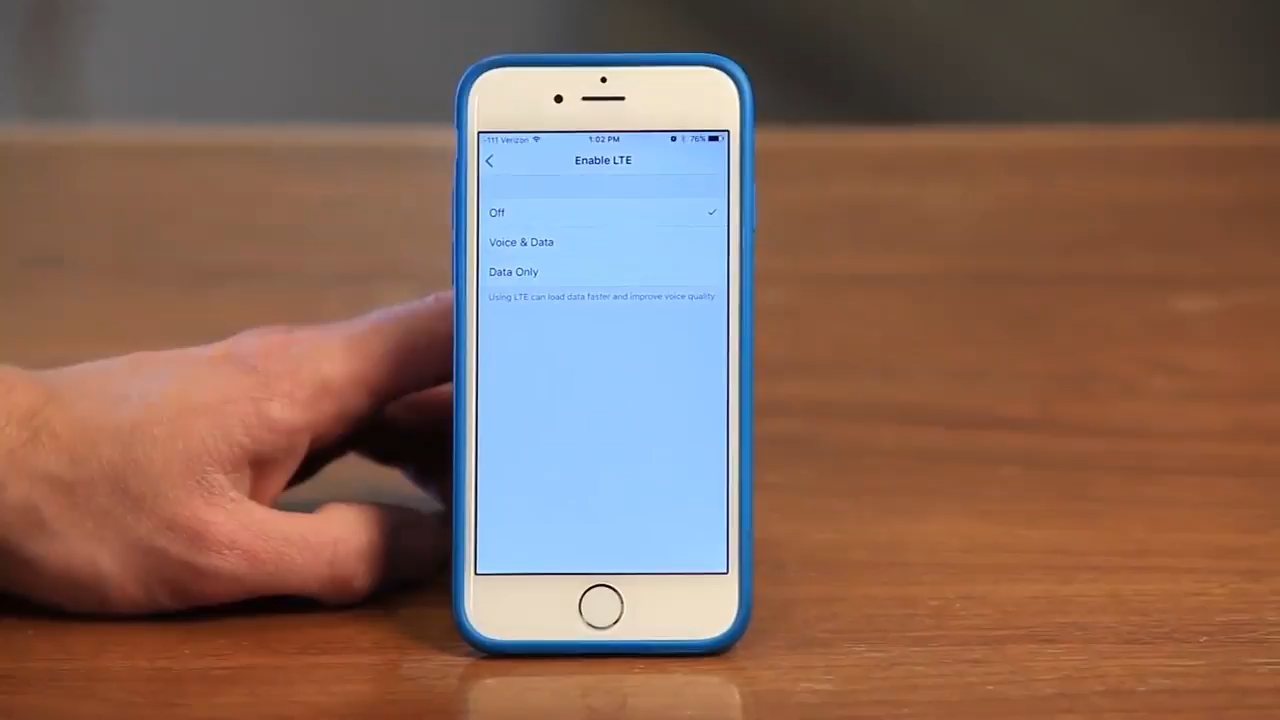 -111 Verizon 1:02 PM 76%
Enable LTE
Off
Voice & Data
Data Only
Using LTE can load data faster and improve voice quality.